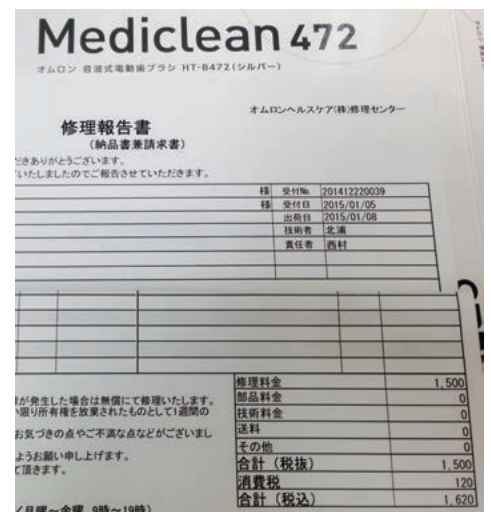 Mediclean 472
オムロン 音波式電動歯ブラシ HT-B472(シルバー)
オムロンヘルスケア(株)修理センター
修理報告書
(納品書兼請求書)
だきありがとうございます。
いたしましたのでご報告させていただきます。
様 受付№ 201412220039
様 受付日 2015/01/05
出荷日 2015/01/08
技術者 北浦
責任者 西村
が発生した場合は無償にて修理いたします。
い限り所有権を放棄されたものとして1週間の
お気づきの点やご不満な点などがございまし
ようお願い申し上げます。
て頂きます。
/月曜~金曜 9時~19時)
修理料金 1,500
部品料金 0
技術料金 0
送料 0
その他 0
合計(税抜) 1,500
消費税 120
合計(税込) 1,620